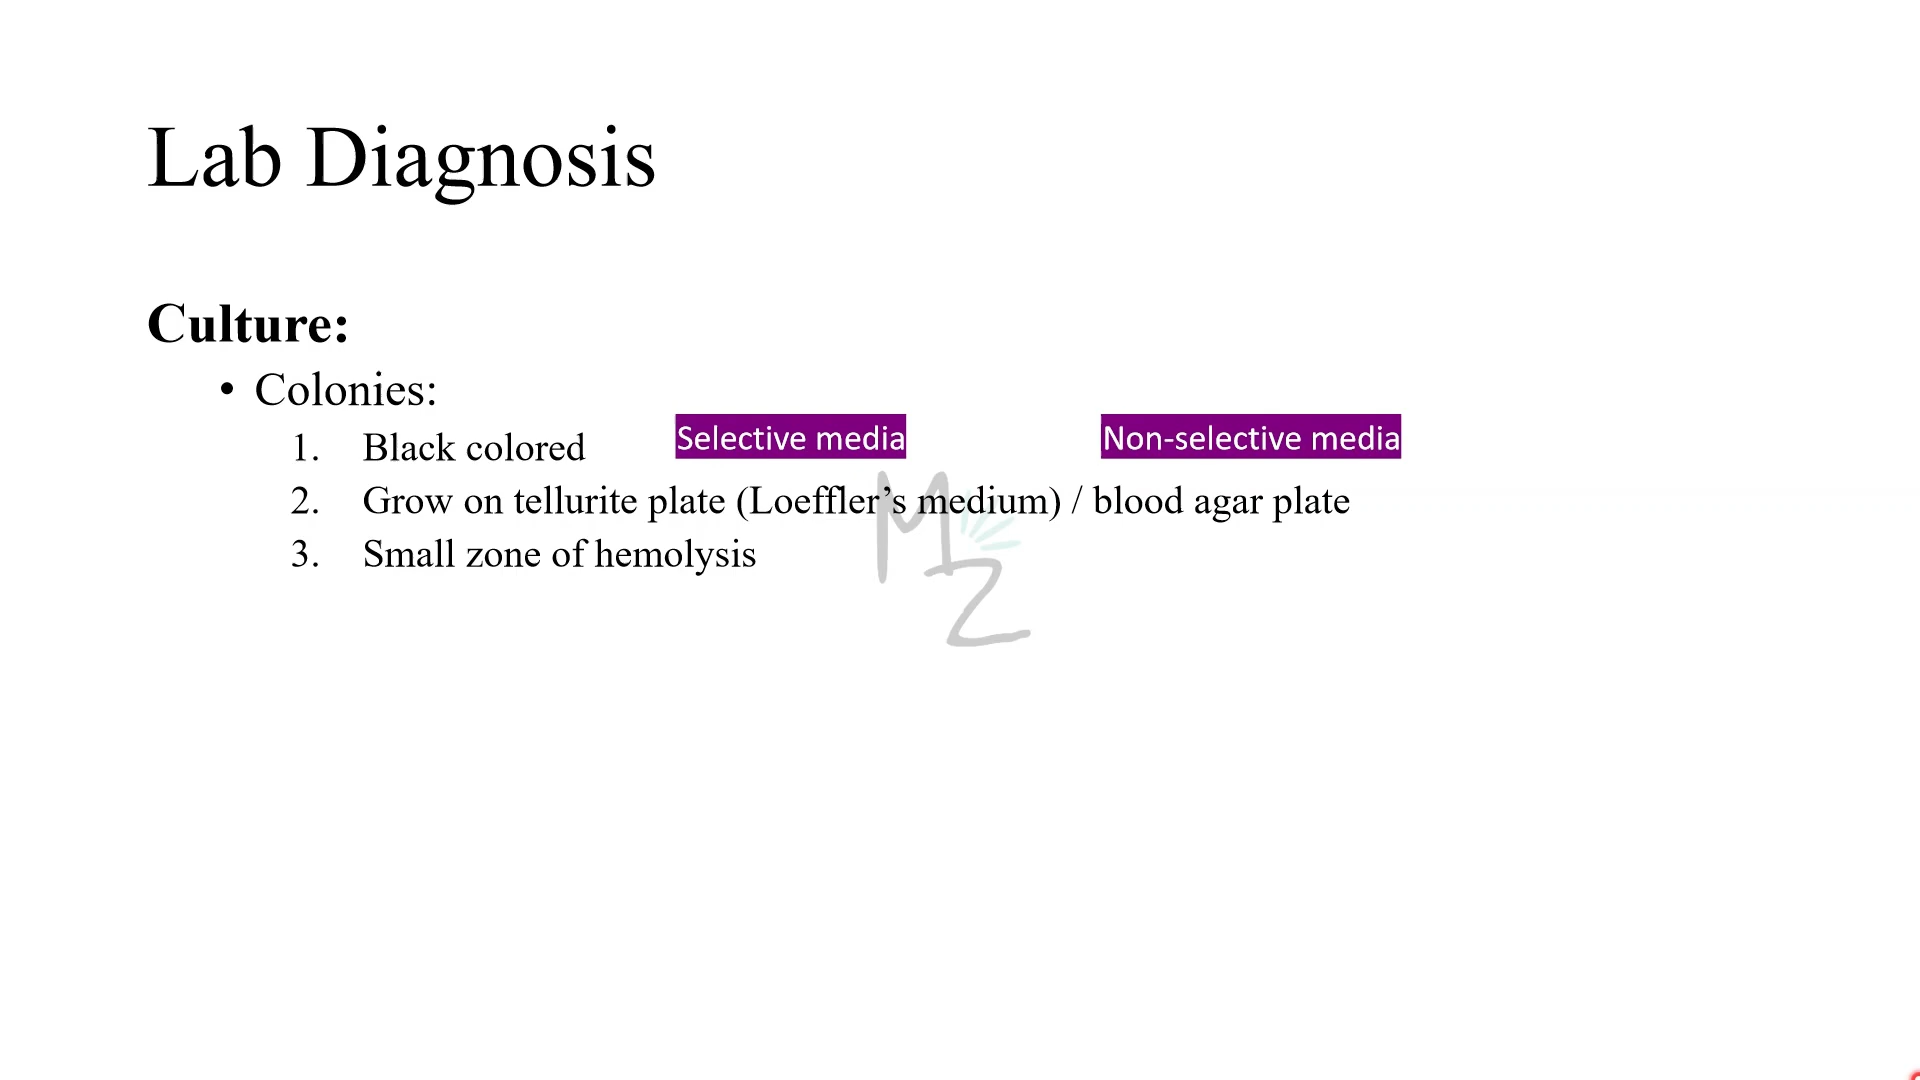 Lab Diagnosis
Culture:
• Colonies:
1. Black colored
Selective media
Non-selective media
2. Grow on tellurite plate (Loeffler’s medium) / blood agar plate
3. Small zone of hemolysis
MZ